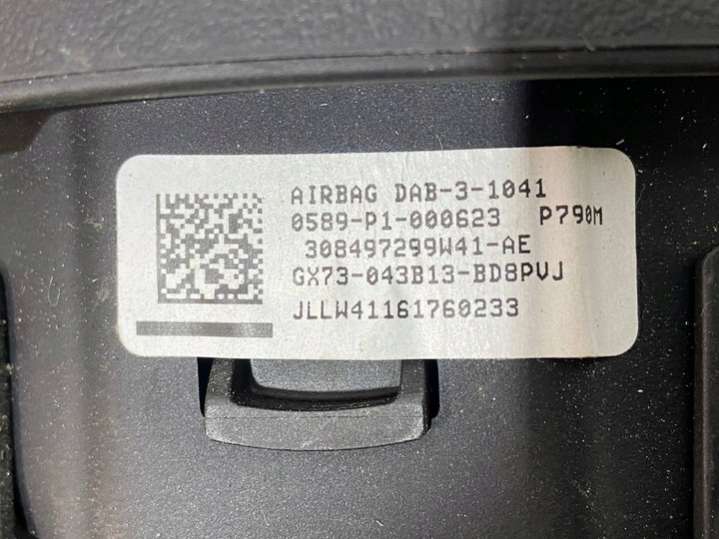 AIRBAG DAB-3-1041
0589-P1-000623 P790M
308497299W41-AE
GX73-043B13-BD8PVJ
JLLW41161760233